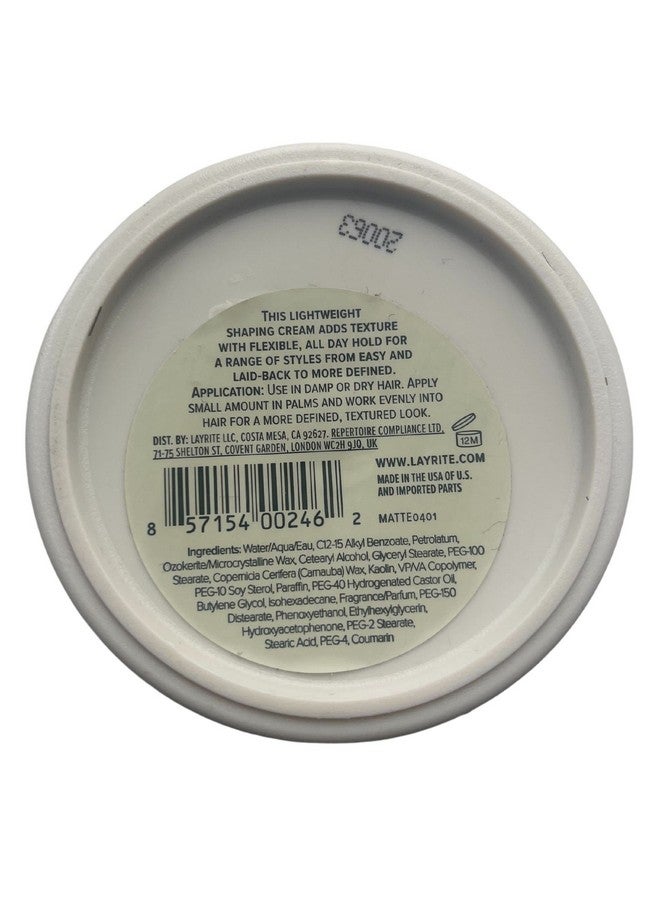 THIS LIGHTWEIGHT
SHAPING CREAM ADDS TEXTURE
WITH FLEXIBLE, ALL DAY HOLD FOR
A RANGE OF STYLES FROM EASY AND
LAID-BACK TO MORE DEFINED.
APPLICATION: USE IN DAMP OR DRY HAIR. APPLY
SMALL AMOUNT IN PALMS AND WORK EVENLY INTO
HAIR FOR A MORE DEFINED, TEXTURED LOOK.
DIST. BY: LAYRITE LLC, COSTA MESA, CA 92627. REPERTOIRE COMPLIANCE LTD,
71-75 SHELTON ST, COVENT GARDEN, LONDON WC2H 9JQ, UK
12M
WWW.LAYRITE.COM
MADE IN THE USA OF U.S.
AND IMPORTED PARTS
8 57154 00246 2
MATTE0401
Ingredients: Water/Aqua/Eau, C12-15 Alkyl Benzoate, Petrolatum,
Ozokerite/Microcrystalline Wax, Cetearyl Alcohol, Glyceryl Stearate, PEG-100
Stearate, Copernicia Cerifera (Carnauba) Wax, Kaolin, VP/VA Copolymer,
PEG-10 Soy Sterol, Paraffin, PEG-40 Hydrogenated Castor Oil,
Butylene Glycol, Isohexadecane, Fragrance/Parfum, PEG-150
Distearate, Phenoxyethanol, Ethylhexylglycerin,
Hydroxyacetophenone, PEG-2 Stearate,
Stearic Acid, PEG-4, Coumarin